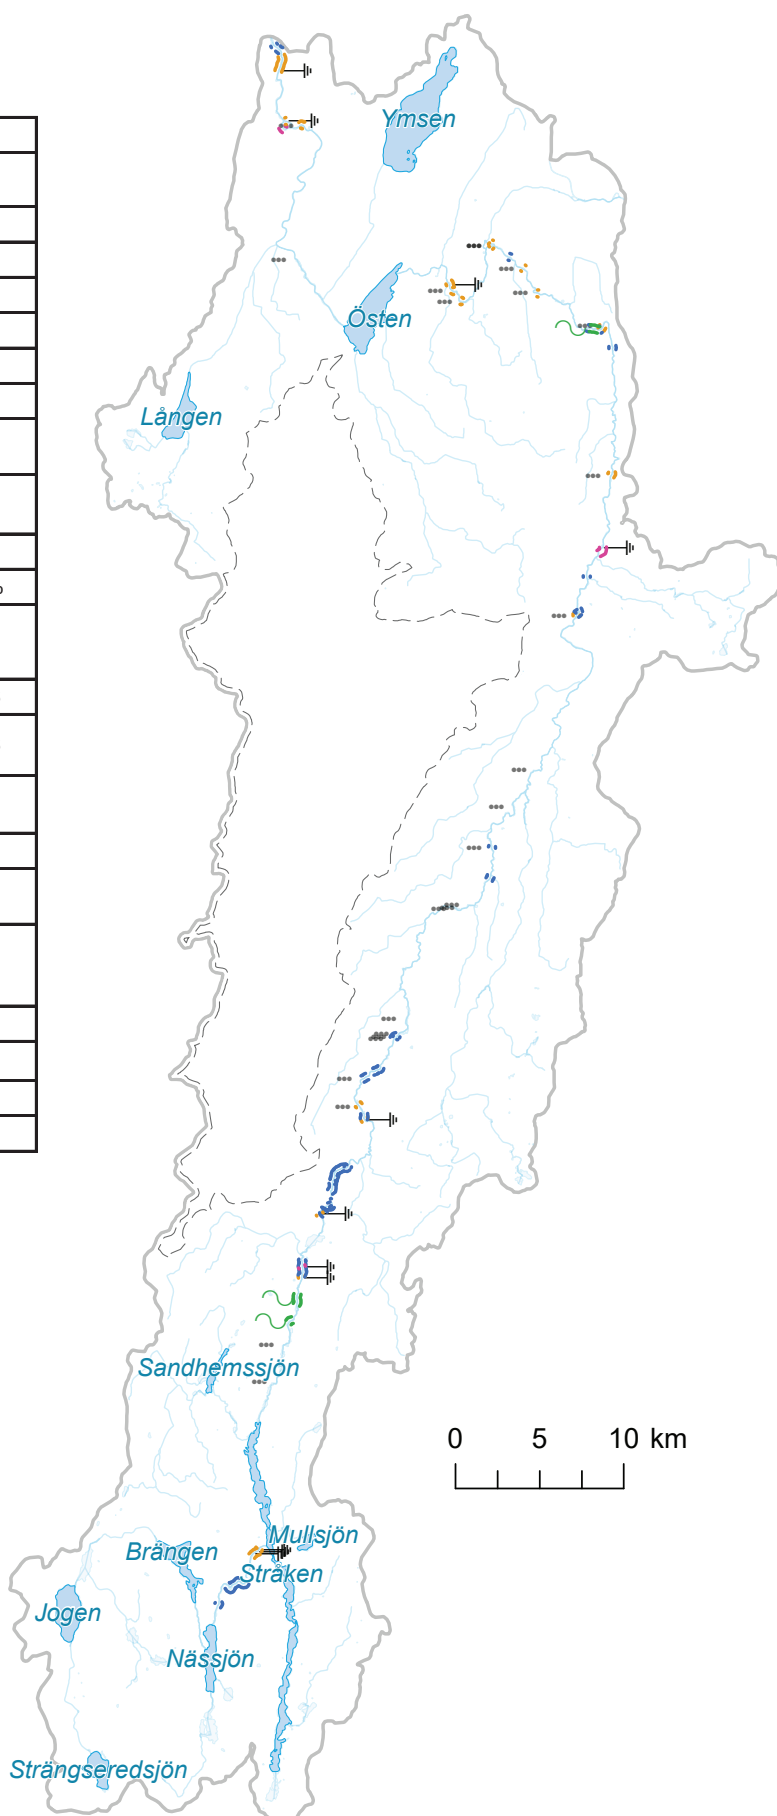 Ymsen
Östen
Lången
Sandhemssjön
0 5 10 km
Mullsjön
Brängen
Stråken
Jogen
Nässjön
Strängseredsjön